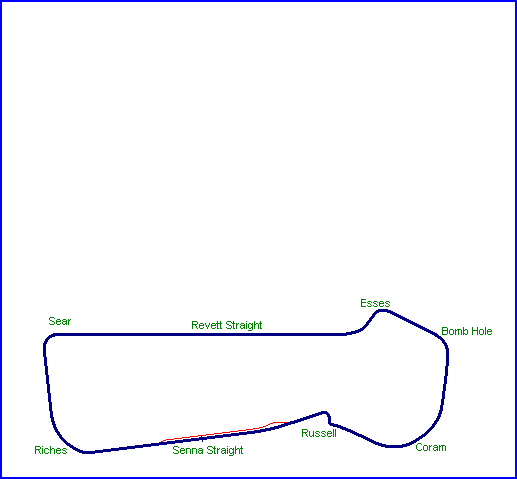 Esses
Sear
Revett Straight
Bomb Hole
Russell
Riches
Senna Straight
Coram